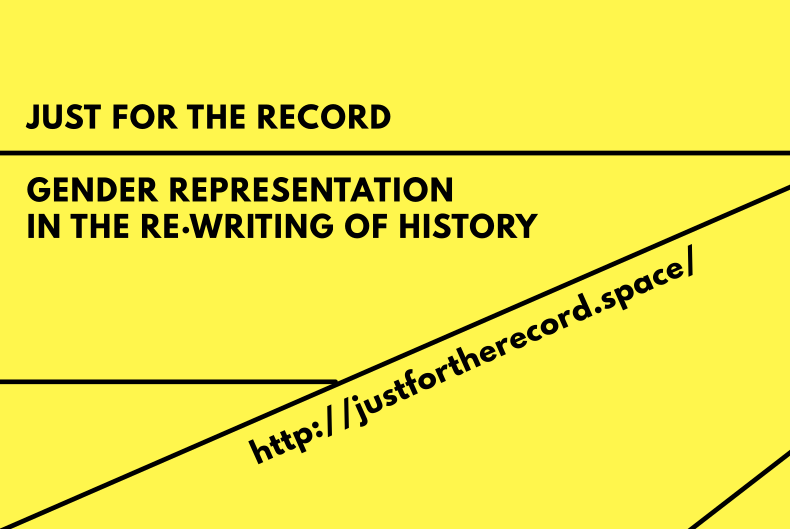 JUST FOR THE RECORD
GENDER REPRESENTATION
IN THE RE·WRITING OF HISTORY
http://justfortherecord.space/